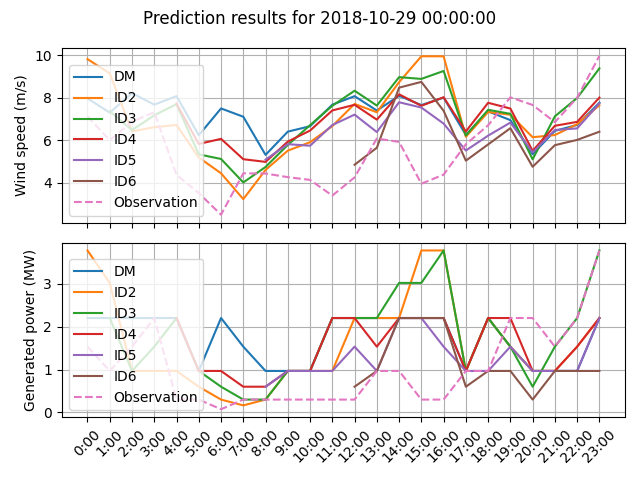 Prediction results for 2018-10-29 00:00:00
Wind speed (m/s)
10
8
6
4
DM
ID2
ID3
ID4
ID5
ID6
Observation
Generated power (MW)
3
2
1
0
DM
ID2
ID3
ID4
ID5
ID6
Observation
0:00 1:00 2:00 3:00 4:00 5:00 6:00 7:00 8:00 9:00 10:00 11:00 12:00 13:00 14:00 15:00 16:00 17:00 18:00 19:00 20:00 21:00 22:00 23:00